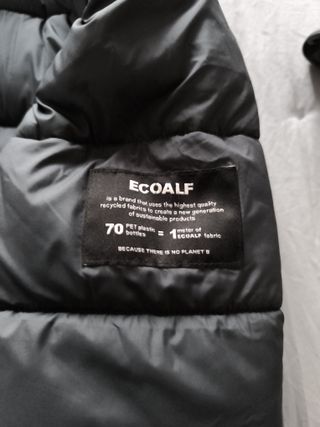 ECOALF
is a brand that uses the highest quality
recycled fabrics to create a new generation
of sustainable products
70 PET plastic bottles = 1 meter of ECOALF fabric
BECAUSE THERE IS NO PLANET B